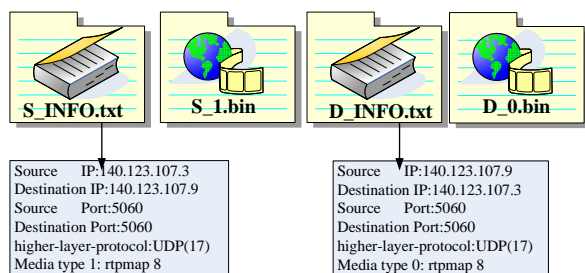 S_INFO.txt
S_1.bin
D_INFO.txt
D_0.bin
Source IP:140.123.107.3
Destination IP:140.123.107.9
Source Port:5060
Destination Port:5060
higher-layer-protocol:UDP(17)
Media type 1: rtpmap 8
Source IP:140.123.107.9
Destination IP:140.123.107.3
Source Port:5060
Destination Port:5060
higher-layer-protocol:UDP(17)
Media type 0: rtpmap 8